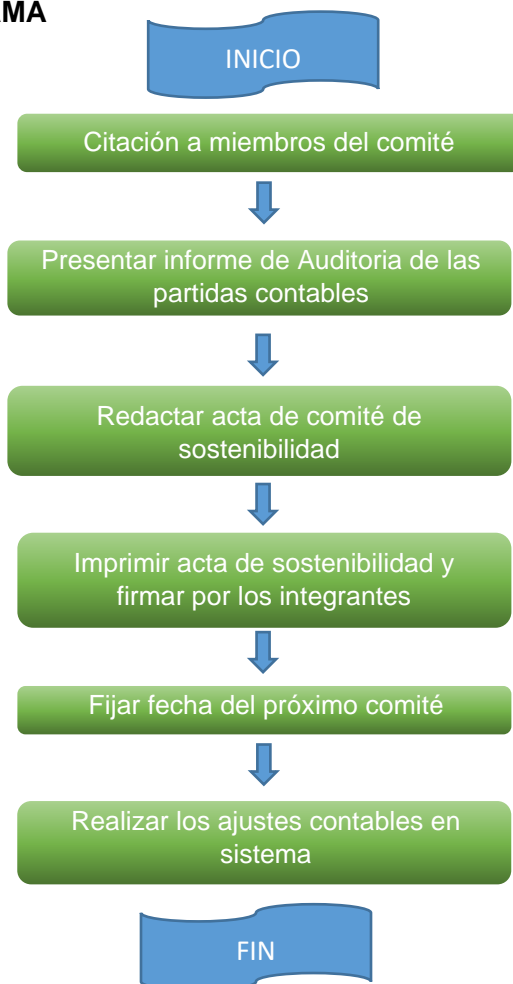 AMA
INICIO
Citación a miembros del comité
Presentar informe de Auditoria de las
partidas contables
Redactar acta de comité de
sostenibilidad
Imprimir acta de sostenibilidad y
firmar por los integrantes
Fijar fecha del próximo comité
Realizar los ajustes contables en
sistema
FIN